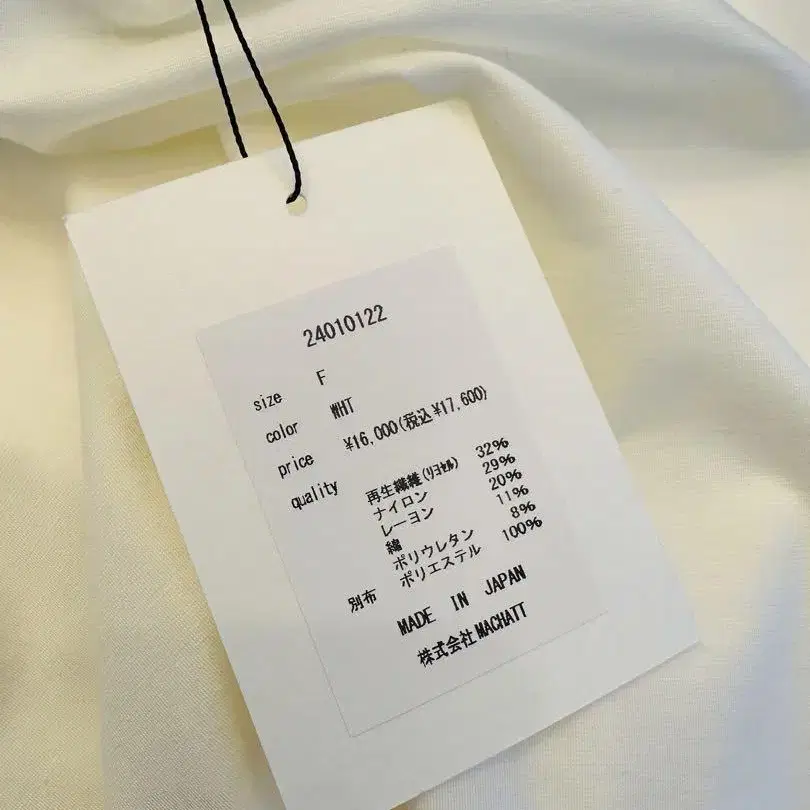 24010122
size F
color WHT
price ¥16,000(税込¥17,600)
quality 再生繊維(リヨセル) 32%
ナイロン 29%
レーヨン 20%
綿 11%
ポリウレタン 8%
別布 ポリエステル 100%
MADE IN JAPAN
株式会社MACHATT